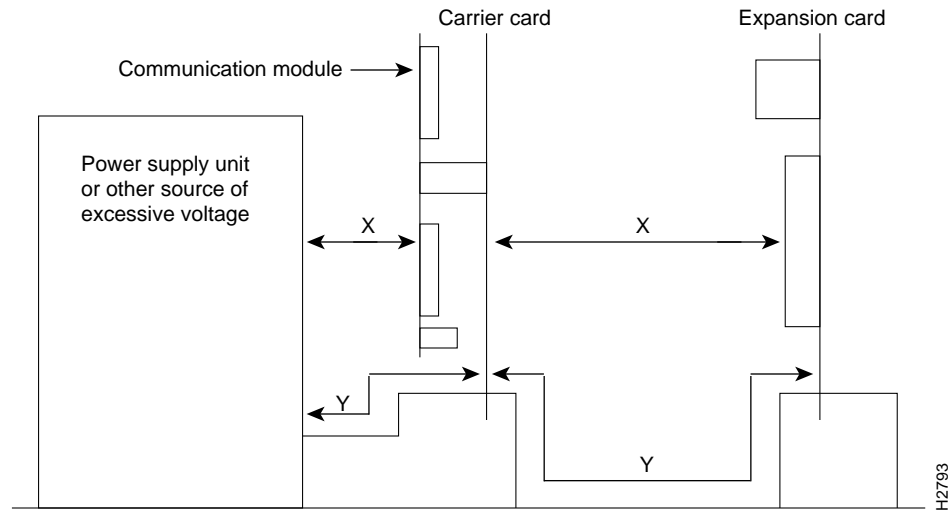 Carrier card
Expansion card
Communication module
Power supply unit
or other source of
excessive voltage
X
X
Y
Y
H2793